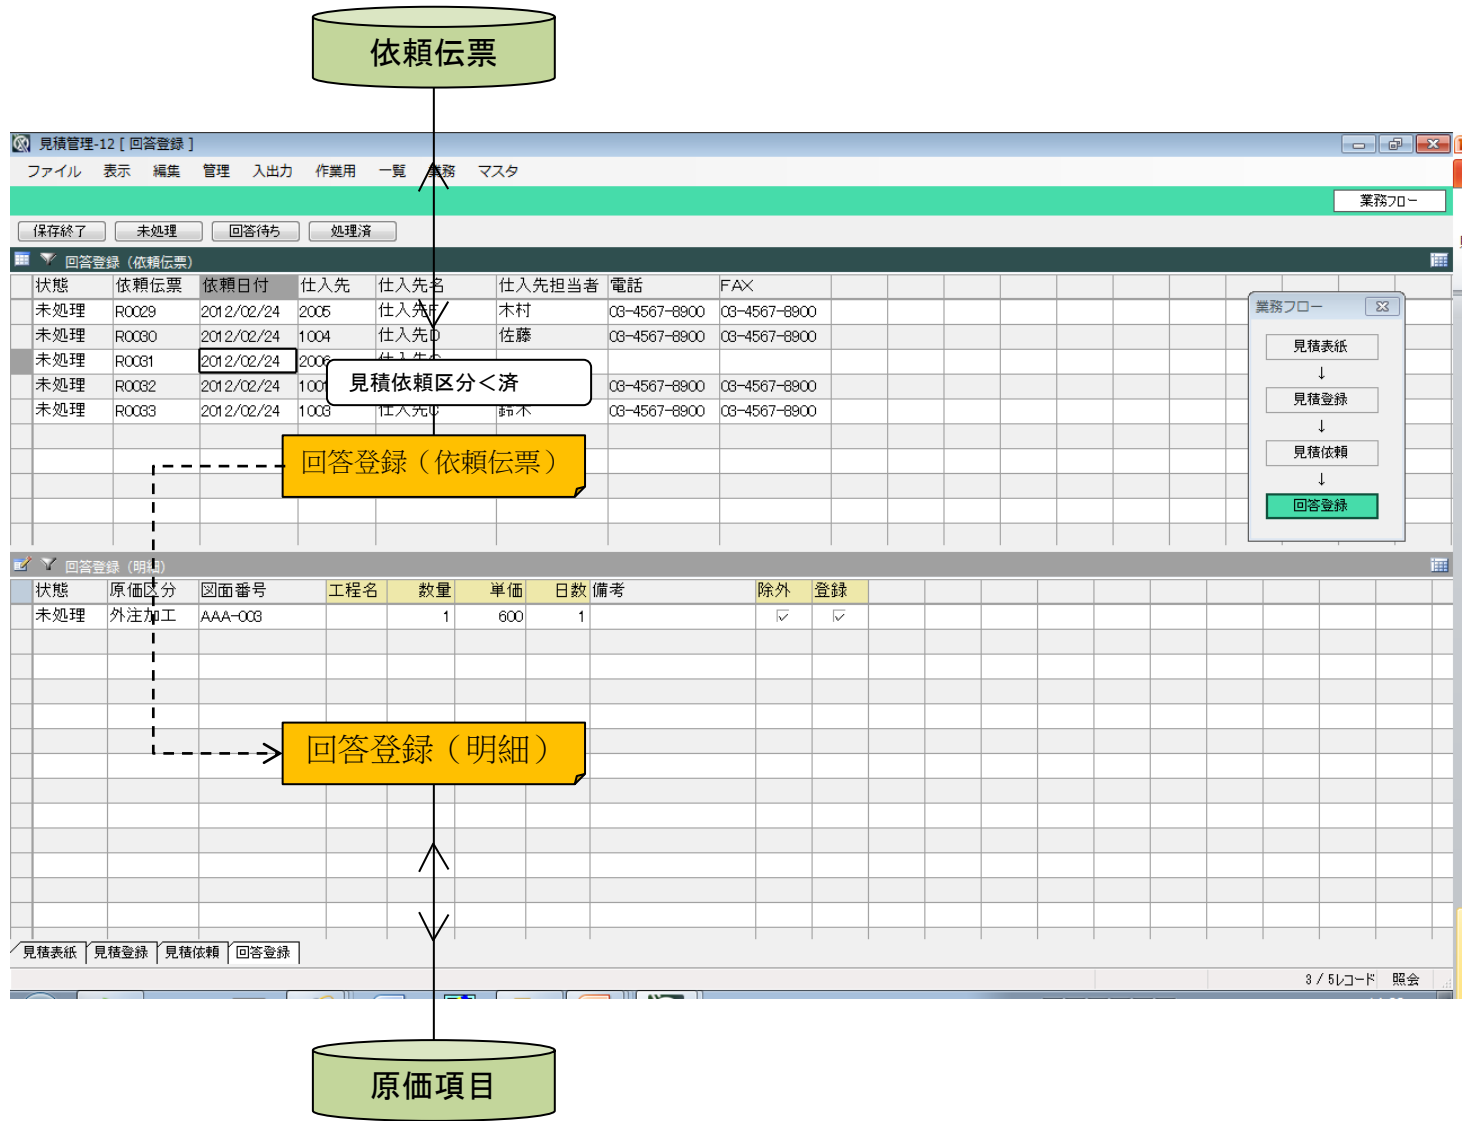 依頼伝票
見積管理-12 [ 回答登録 ]
ファイル 表示 編集 管理 入出力 作業用 一覧 業務 マスタ
業務フロー
保存終了 未処理 回答待ち 処理済
回答登録（依頼伝票）
状態 依頼伝票 依頼日付 仕入先 仕入先名 仕入先担当者 電話 FAX
未処理 R0029 2012/02/24 2005 仕入先F 木村 03-4567-8900 03-4567-8900
未処理 R0030 2012/02/24 1004 仕入先D 佐藤 03-4567-8900 03-4567-8900
未処理 R0031 2012/02/24 2006
未処理 R0032 2012/02/24 1001 03-4567-8900 03-4567-8900
未処理 R0033 2012/02/24 1003 仕入先C 鈴木 03-4567-8900 03-4567-8900
見積依頼区分＜済
回答登録（依頼伝票）
業務フロー
見積表紙
↓
見積登録
↓
見積依頼
↓
回答登録
回答登録（明細）
状態 原価区分 図面番号 工程名 数量 単価 日数 備考 除外 登録
未処理 外注加工 AAA-003 1 600 1
回答登録（明細）
見積表紙 見積登録 見積依頼 回答登録
3 / 5レコード 照会
原価項目